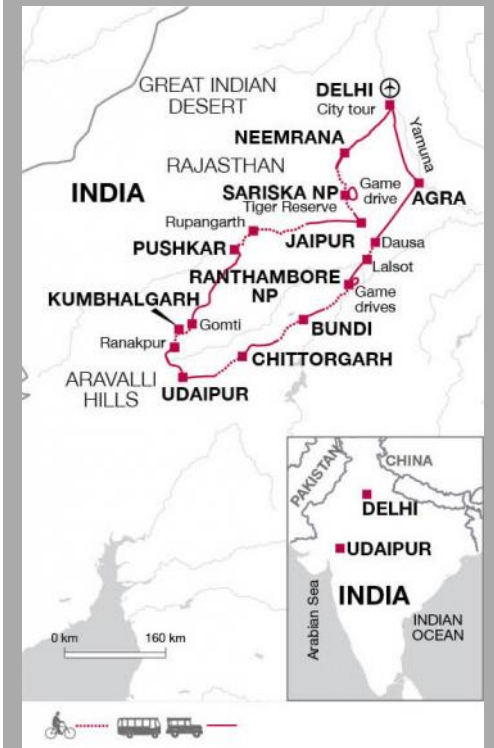 GREAT INDIAN
DESERT
DELHI
City tour
Yamuna
NEEMRANA
RAJASTHAN
INDIA
SARISKA NP
Tiger Reserve
Game
drive
AGRA
Rupangarth
JAIPUR
Dausa
PUSHKAR
Lalsot
RANTHAMBORE
NP
Game
drives
KUMBHALGARH
Gomti
BUNDI
Ranakpur
CHITTORGARH
ARAVALLI
HILLS
UDAIPUR
PAKISTAN
CHINA
DELHI
UDAIPUR
INDIA
Arabian Sea
INDIAN
OCEAN
0 km
160 km